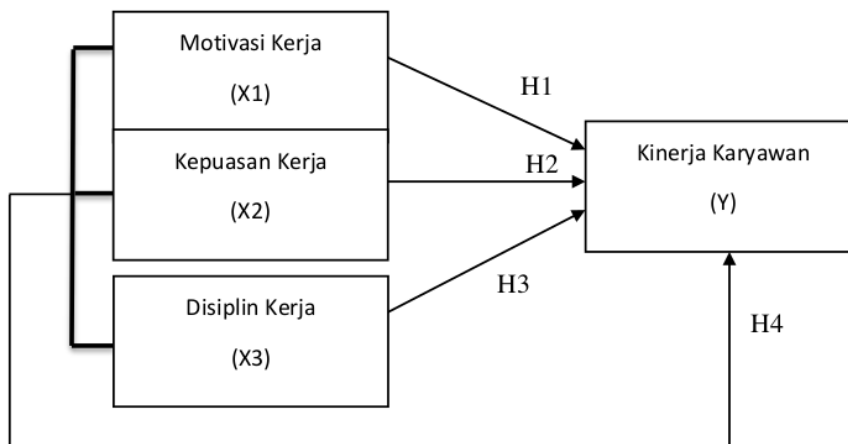 Motivasi Kerja
(X1)
H1
Kepuasan Kerja
(X2)
H2
Kinerja Karyawan
(Y)
Disiplin Kerja
(X3)
H3
H4